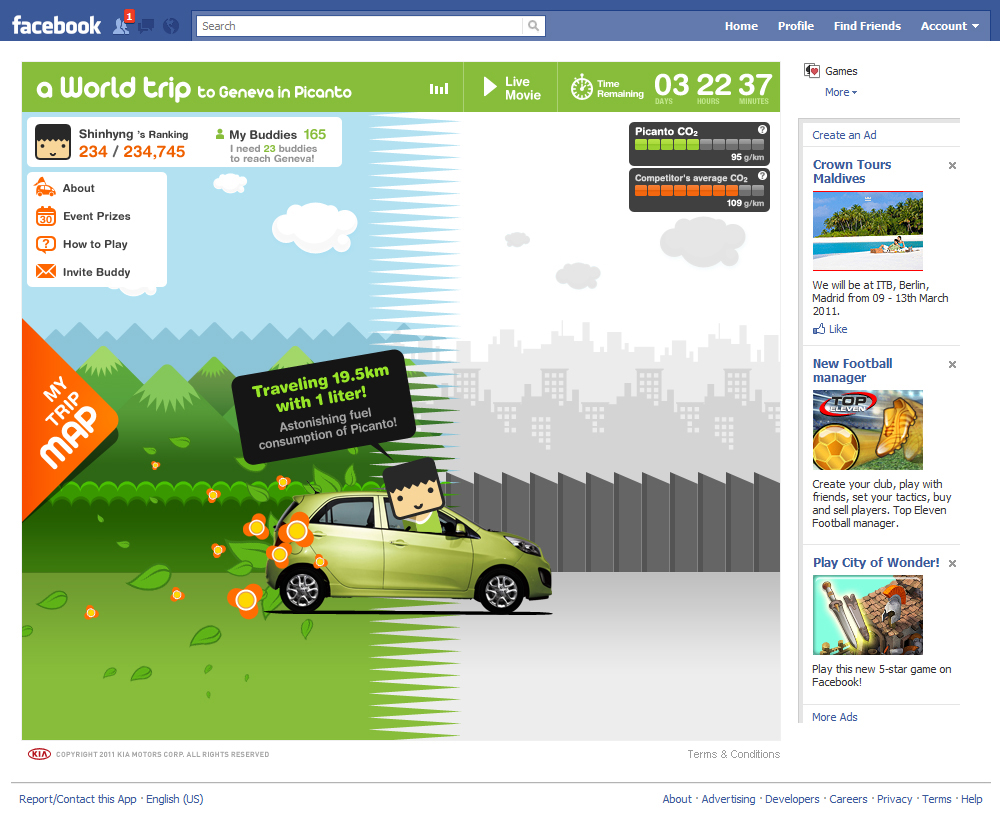 facebook
1
Search
Home
Profile
Find Friends
Account
a World trip to Geneva in Picanto
Live
Movie
Time
Remaining
03 22 37
DAYS HOURS MINUTES
Games
More
Shinhyng 's Ranking
234 / 234,745
My Buddies 165
I need 23 buddies
to reach Geneva!
About
30
Event Prizes
?
How to Play
Invite Buddy
Picanto CO2
?
95 g/km
Competitor's average CO2
?
109 g/km
MY
TRIP
MAP
Traveling 19.5km
with 1 liter!
Astonishing fuel
consumption of Picanto!
Create an Ad
Crown Tours
Maldives
We will be at ITB, Berlin,
Madrid from 09 - 13th March
2011.
Like
New Football
manager
TOP
ELEVEN
Create your club, play with
friends, set your tactics, buy
and sell players. Top Eleven
Football manager.
Play City of Wonder!
Play this new 5-star game on
Facebook!
More Ads
KIA COPYRIGHT 2011 KIA MOTORS CORP. ALL RIGHTS RESERVED
Terms & Conditions
Report/Contact this App · English (US)
About · Advertising · Developers · Careers · Privacy · Terms · Help